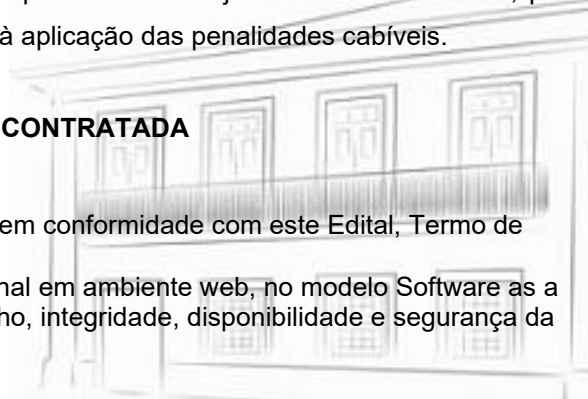 à aplicação das penalidades cabíveis.
CONTRATADA
em conformidade com este Edital, Termo de
nal em ambiente web, no modelo Software as a
ho, integridade, disponibilidade e segurança da